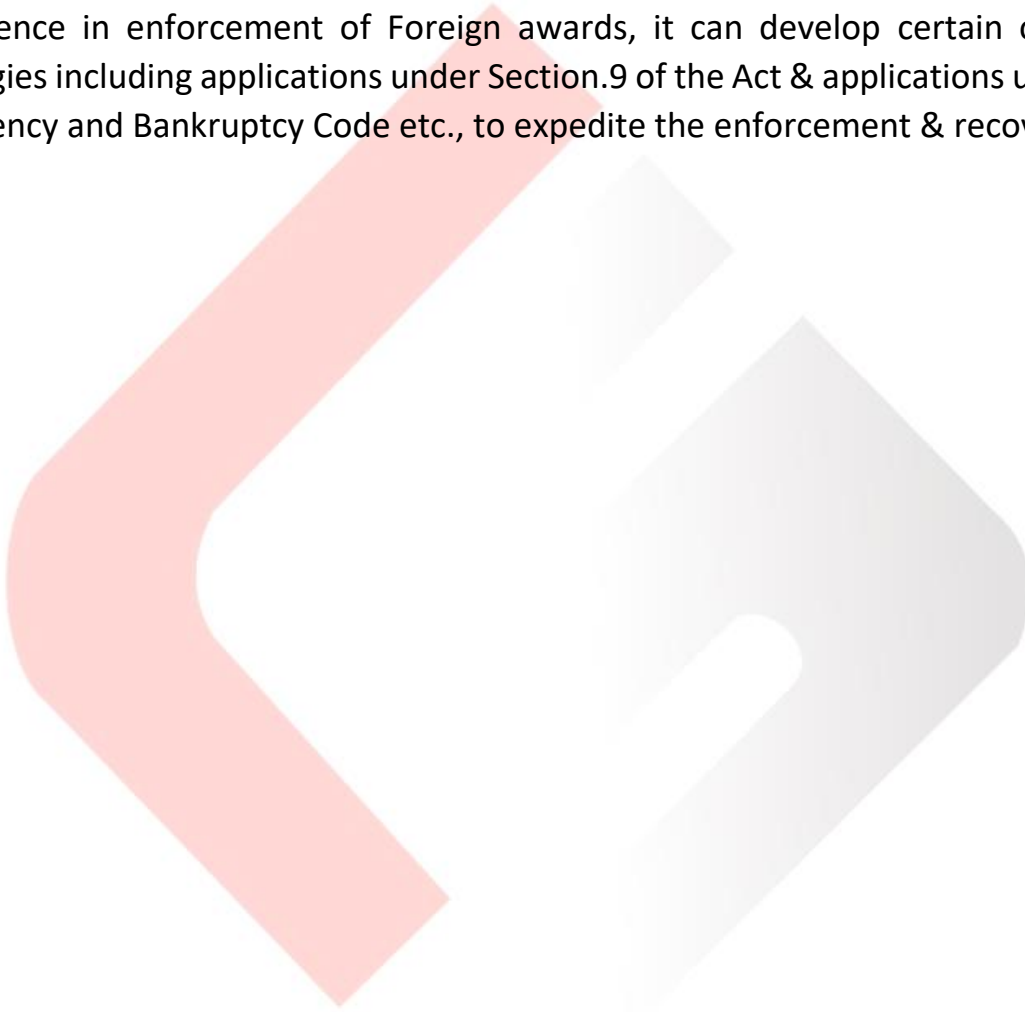 ence in enforcement of Foreign awards, it can develop certain
gies including applications under Section.9 of the Act & applications u
ency and Bankruptcy Code etc., to expedite the enforcement & recov